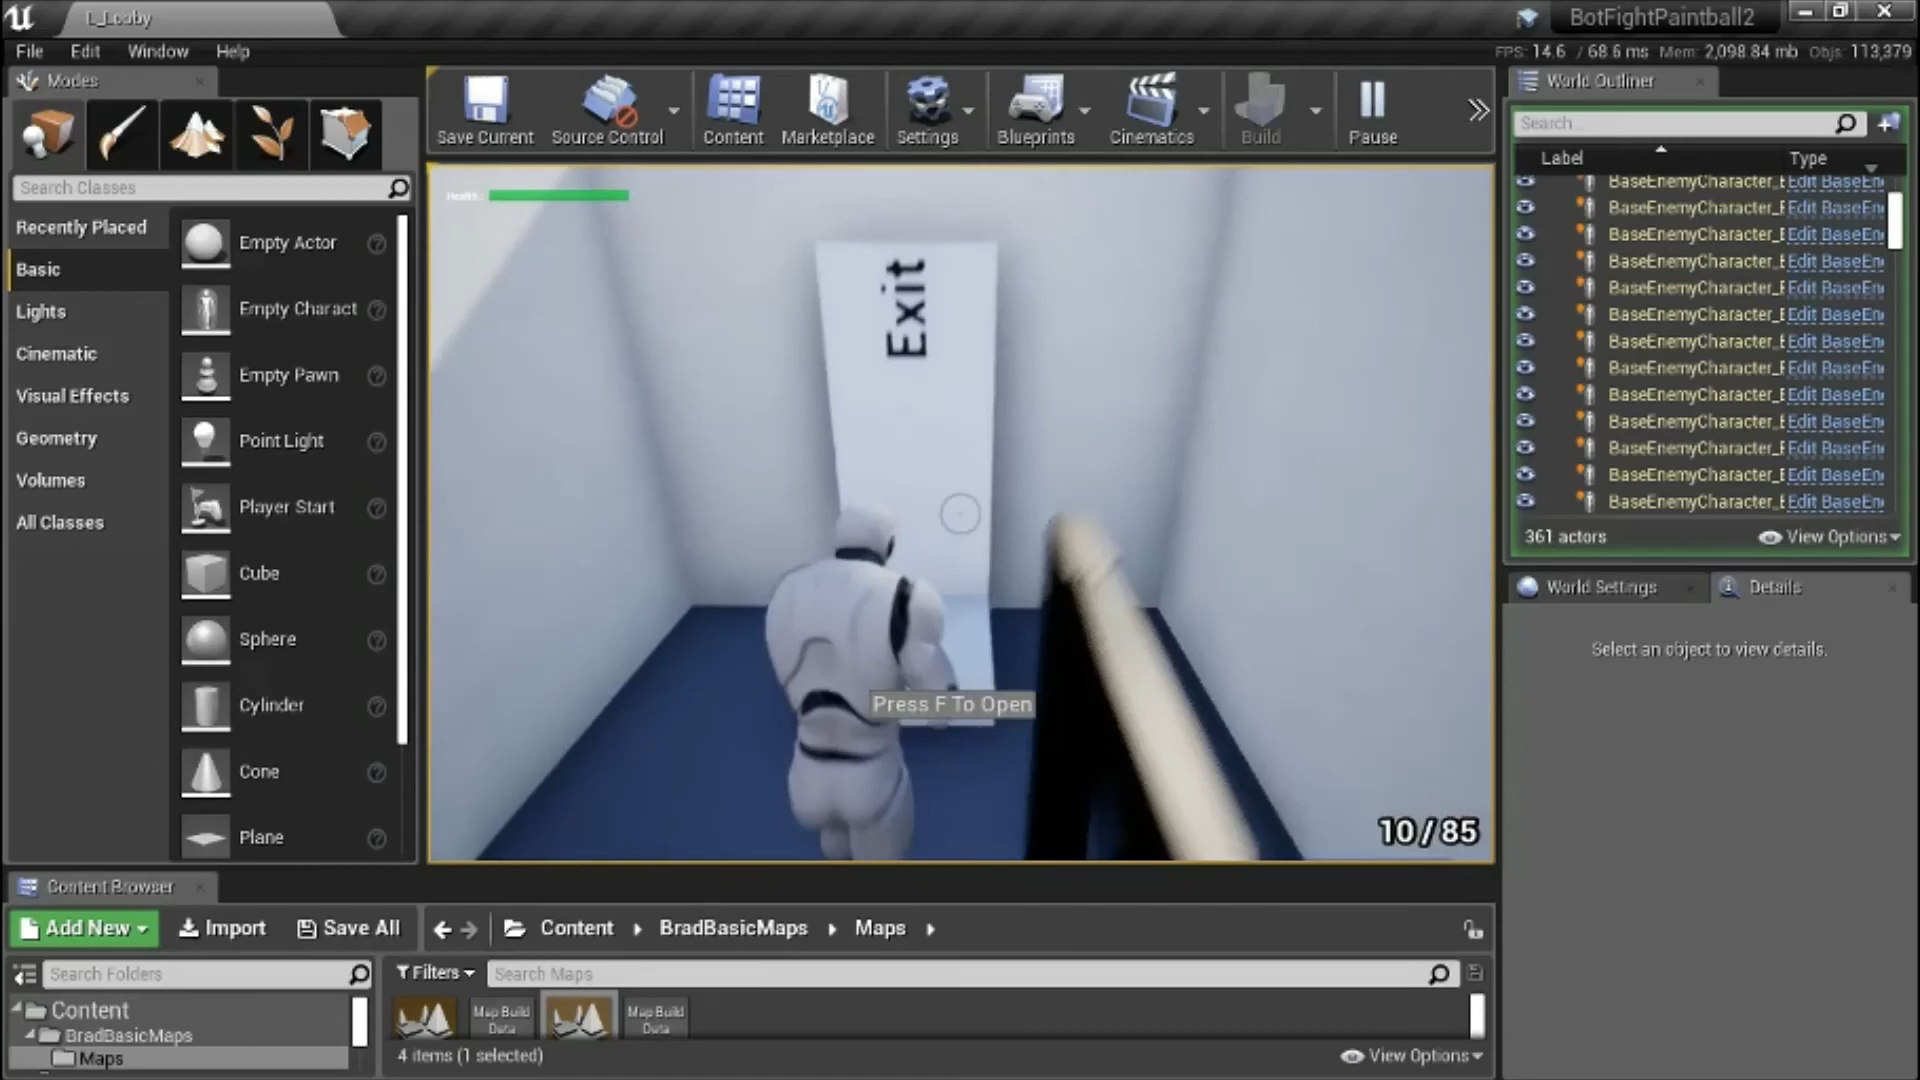 L_Lobby
BotFightPaintball2
File Edit Window Help
FPS: 14.6 / 68.6 ms Mem: 2,098.84 mb Objs: 113,379
Modes
Search Classes
Recently Placed
Basic
Lights
Cinematic
Visual Effects
Geometry
Volumes
All Classes
Empty Actor
Empty Charact
Empty Pawn
Point Light
Player Start
Cube
Sphere
Cylinder
Cone
Plane
Save Current Source Control Content Marketplace Settings Blueprints Cinematics Build Pause
Health:
Exit
Press F To Open
10/85
World Outliner
Search...
Label Type
BaseEnemyCharacter_ Edit BaseEn
BaseEnemyCharacter_ Edit BaseEn
BaseEnemyCharacter_ Edit BaseEn
BaseEnemyCharacter_ Edit BaseEn
BaseEnemyCharacter_ Edit BaseEn
BaseEnemyCharacter_ Edit BaseEn
BaseEnemyCharacter_ Edit BaseEn
BaseEnemyCharacter_ Edit BaseEn
BaseEnemyCharacter_ Edit BaseEn
BaseEnemyCharacter_ Edit BaseEn
BaseEnemyCharacter_ Edit BaseEn
BaseEnemyCharacter_ Edit BaseEn
BaseEnemyCharacter_ Edit BaseEn
361 actors View Options
World Settings Details
Select an object to view details.
Content Browser
Add New Import Save All Content BradBasicMaps Maps
Search Folders
Content
BradBasicMaps
Maps
Filters Search Maps
Map Build Data
Map Build Data
4 items (1 selected) View Options